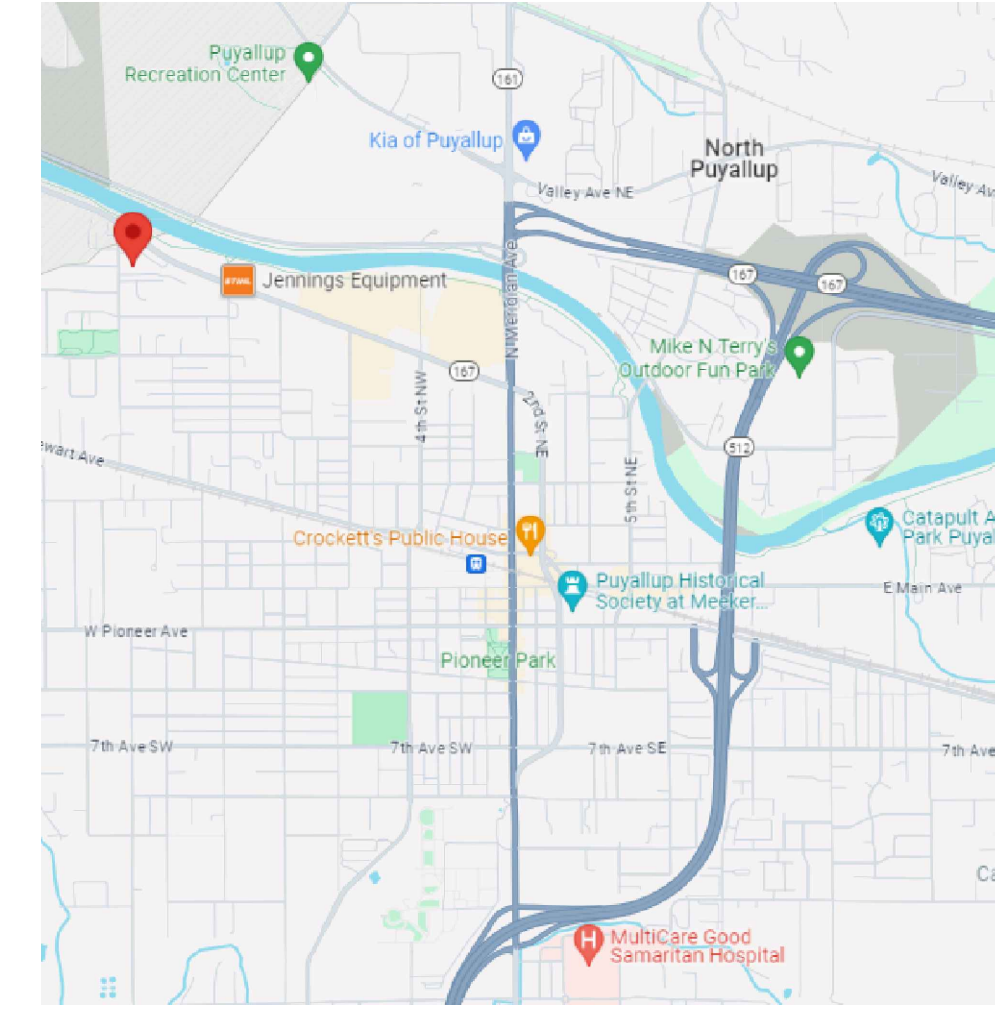 Puyallup
Recreation Center
161
Kia of Puyallup
North
Puyallup
Valley Ave NE
Valley Av
N Meridian Ave
167
167
STIHL
Jennings Equipment
Mike N Terry's
Outdoor Fun Park
167
4th St NW
2nd St NE
512
wart Ave
5th St NE
Catapult A
Park Puyal
Crockett's Public House
Puyallup Historical
Society at Meeker...
E Main Ave
W Pioneer Ave
Pioneer Park
7th Ave SW
7th Ave SW
7th Ave SE
7th Ave
Ca
H
MultiCare Good
Samaritan Hospital